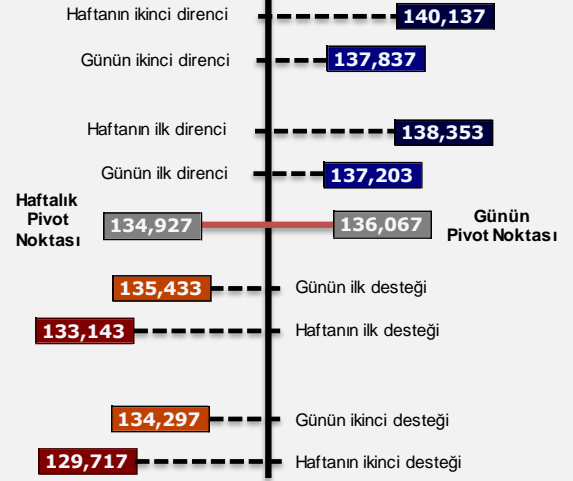 Haftanın ikinci direnci 140,137
Günün ikinci direnci 137,837
Haftanın ilk direnci 138,353
Günün ilk direnci 137,203
Haftalık
Pivot
Noktası
134,927 136,067
Günün
Pivot Noktası
135,433 Günün ilk desteği
133,143 Haftanın ilk desteği
134,297 Günün ikinci desteği
129,717 Haftanın ikinci desteği